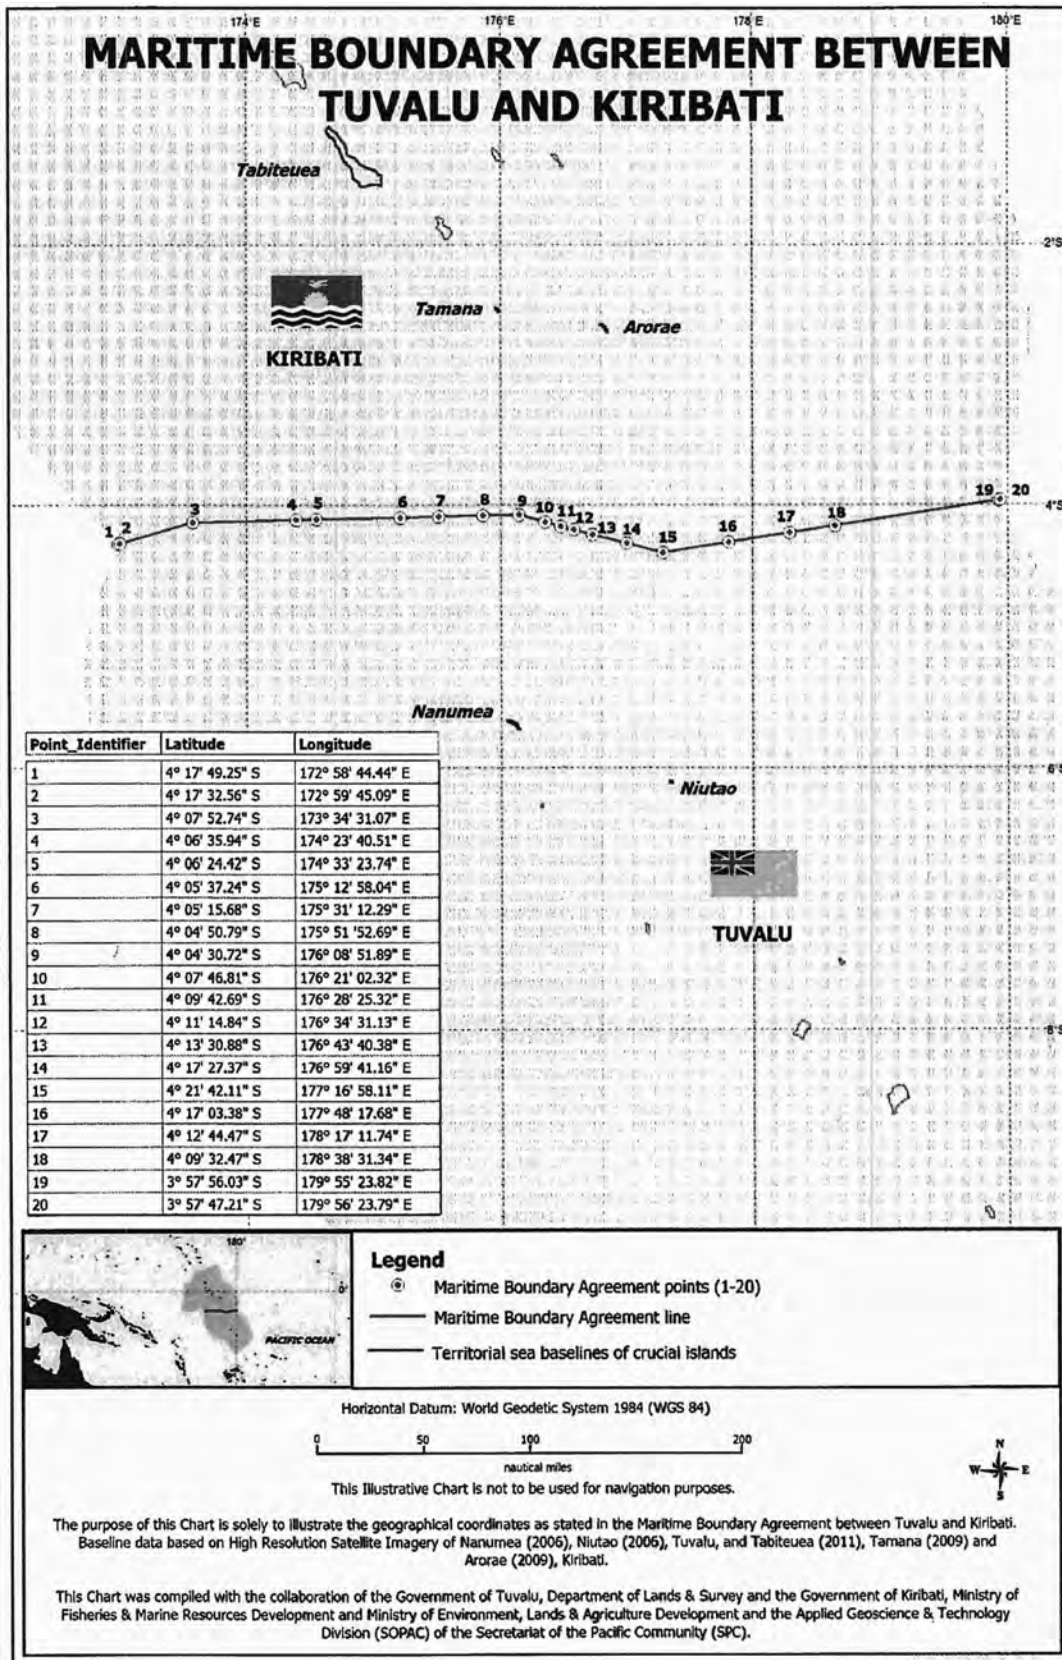 174°E 176°E 178°E 180°E
MARITIME BOUNDARY AGREEMENT BETWEEN
TUVALU AND KIRIBATI
Tabiteuea
2°S
Tamana
Arorae
KIRIBATI
4°S
1 2 3 4 5 6 7 8 9 10 11 12 13 14 15 16 17 18 19 20
Nanumea
6°S
Niutao
TUVALU
8°S
Point_Identifier Latitude Longitude
1 4° 17' 49.25" S 172° 58' 44.44" E
2 4° 17' 32.56" S 172° 59' 45.09" E
3 4° 07' 52.74" S 173° 34' 31.07" E
4 4° 06' 35.94" S 174° 23' 40.51" E
5 4° 06' 24.42" S 174° 33' 23.74" E
6 4° 05' 37.24" S 175° 12' 58.04" E
7 4° 05' 15.68" S 175° 31' 12.29" E
8 4° 04' 50.79" S 175° 51 '52.69" E
9 4° 04' 30.72" S 176° 08' 51.89" E
10 4° 07' 46.81" S 176° 21' 02.32" E
11 4° 09' 42.69" S 176° 28' 25.32" E
12 4° 11' 14.84" S 176° 34' 31.13" E
13 4° 13' 30.88" S 176° 43' 40.38" E
14 4° 17' 27.37" S 176° 59' 41.16" E
15 4° 21' 42.11" S 177° 16' 58.11" E
16 4° 17' 03.38" S 177° 48' 17.68" E
17 4° 12' 44.47" S 178° 17' 11.74" E
18 4° 09' 32.47" S 178° 38' 31.34" E
19 3° 57' 56.03" S 179° 55' 23.82" E
20 3° 57' 47.21" S 179° 56' 23.79" E
180°
0°
PACIFIC OCEAN
Legend
Maritime Boundary Agreement points (1-20)
Maritime Boundary Agreement line
Territorial sea baselines of crucial islands
Horizontal Datum: World Geodetic System 1984 (WGS 84)
0 50 100 200
nautical miles
This Illustrative Chart is not to be used for navigation purposes.
N
W E
S
The purpose of this Chart is solely to illustrate the geographical coordinates as stated in the Maritime Boundary Agreement between Tuvalu and Kiribati.
Baseline data based on High Resolution Satellite Imagery of Nanumea (2006), Niutao (2006), Tuvalu, and Tabiteuea (2011), Tamana (2009) and
Arorae (2009), Kiribati.
This Chart was compiled with the collaboration of the Government of Tuvalu, Department of Lands & Survey and the Government of Kiribati, Ministry of
Fisheries & Marine Resources Development and Ministry of Environment, Lands & Agriculture Development and the Applied Geoscience & Technology
Division (SOPAC) of the Secretariat of the Pacific Community (SPC).